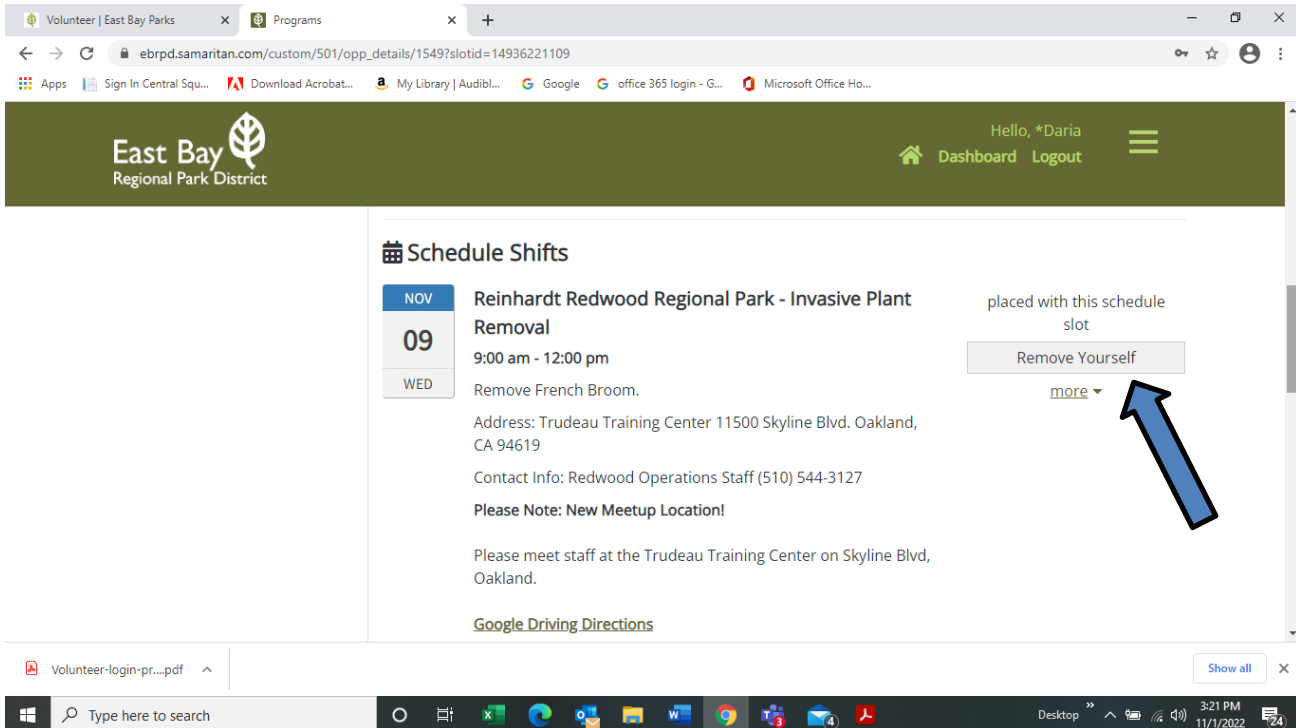 Volunteer | East Bay Parks
Programs
ebrpd.samaritan.com/custom/501/opp_details/1549?slotid=14936221109
Apps Sign In Central Squ... Download Acrobat... My Library | Audibl... Google office 365 login - G... Microsoft Office Ho...
East Bay
Regional Park District
Hello, *Daria
Dashboard Logout
Schedule Shifts
NOV
09
WED
Reinhardt Redwood Regional Park - Invasive Plant
Removal
9:00 am - 12:00 pm
Remove French Broom.
Address: Trudeau Training Center 11500 Skyline Blvd. Oakland,
CA 94619
Contact Info: Redwood Operations Staff (510) 544-3127
Please Note: New Meetup Location!
Please meet staff at the Trudeau Training Center on Skyline Blvd,
Oakland.
Google Driving Directions
placed with this schedule
slot
Remove Yourself
more
Volunteer-login-pr....pdf
Show all
Type here to search
Desktop
3:21 PM
11/1/2022
3
4
24